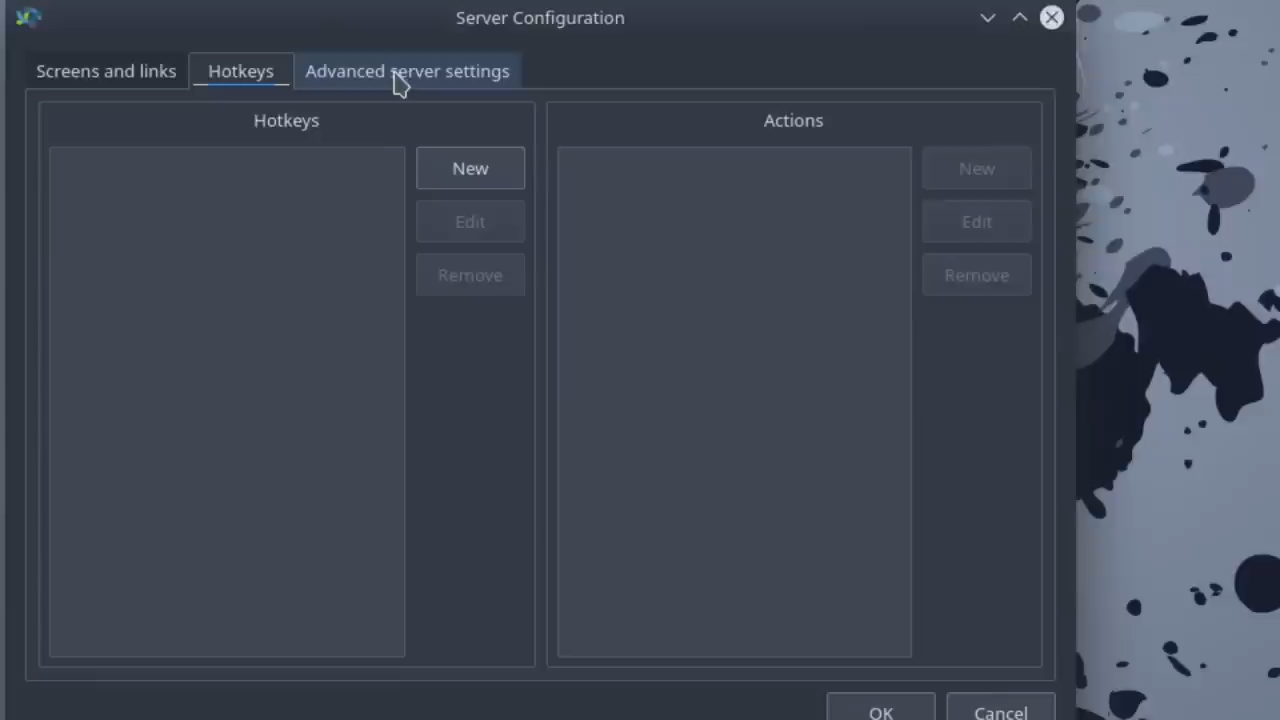 Server Configuration
Screens and links
Hotkeys
Advanced server settings
Hotkeys
New
Edit
Remove
Actions
New
Edit
Remove
OK
Cancel